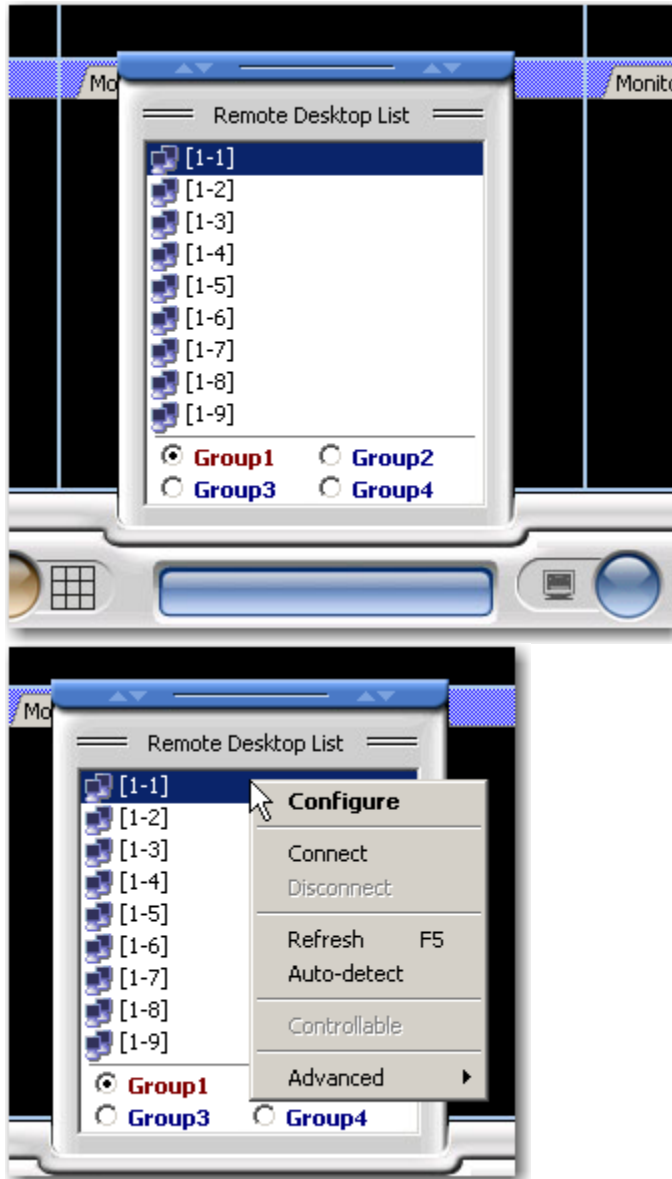 Mo
Monito
Remote Desktop List
[1-1]
[1-2]
[1-3]
[1-4]
[1-5]
[1-6]
[1-7]
[1-8]
[1-9]
Group1 Group2
Group3 Group4
Mo
Remote Desktop List
[1-1]
[1-2]
[1-3]
[1-4]
[1-5]
[1-6]
[1-7]
[1-8]
[1-9]
Configure
Connect
Disconnect
Refresh F5
Auto-detect
Controllable
Advanced
Group1
Group3 Group4